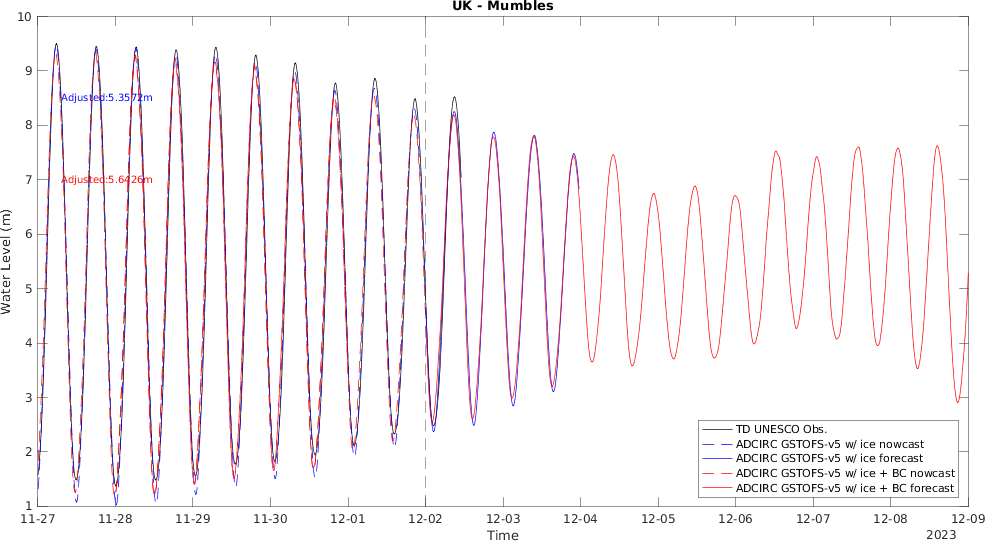 UK - Mumbles
10
9
8
7
6
5
4
3
2
1
Water Level (m)
Adjusted:5.3572m
Adjusted:5.6426m
TD UNESCO Obs.
ADCIRC GSTOFS-v5 w/ ice nowcast
ADCIRC GSTOFS-v5 w/ ice forecast
ADCIRC GSTOFS-v5 w/ ice + BC nowcast
ADCIRC GSTOFS-v5 w/ ice + BC forecast
11-27 11-28 11-29 11-30 12-01 12-02 12-03 12-04 12-05 12-06 12-07 12-08 12-09
Time
2023